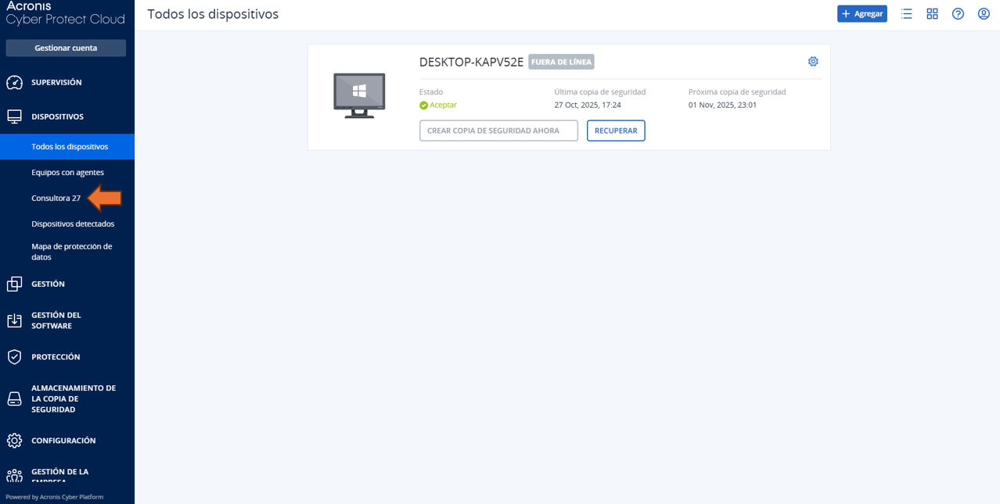 Acronis
Cyber Protect Cloud
Gestionar cuenta
SUPERVISIÓN
DISPOSITIVOS
Todos los dispositivos
Equipos con agentes
Consultora 27
Dispositivos detectados
Mapa de protección de
datos
GESTIÓN
GESTIÓN DEL
SOFTWARE
PROTECCIÓN
ALMACENAMIENTO DE
LA COPIA DE
SEGURIDAD
CONFIGURACIÓN
GESTIÓN DE LA
EMPRESA
Powered by Acronis Cyber Platform
Todos los dispositivos
Agregar
DESKTOP-KAPV52E FUERA DE LÍNEA
Estado Última copia de seguridad Próxima copia de seguridad
Aceptar 27 Oct, 2025, 17:24 01 Nov, 2025, 23:01
CREAR COPIA DE SEGURIDAD AHORA RECUPERAR